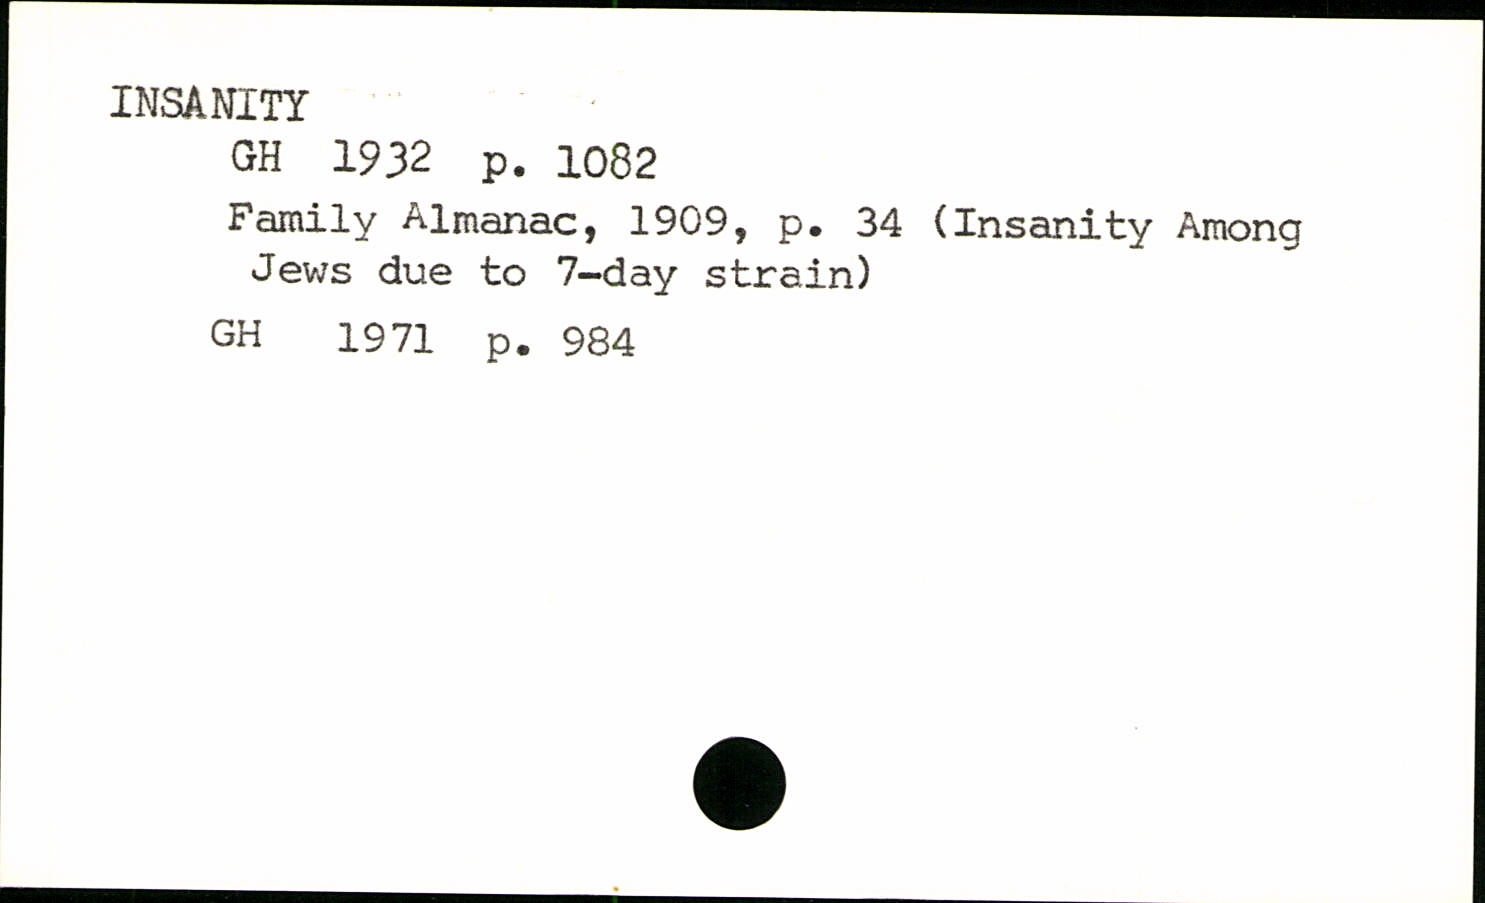 INSANITY
GH 1932 p. 1082
Family Almanac, 1909, p. 34 (Insanity Among
Jews due to 7-day strain)
GH 1971 p. 984